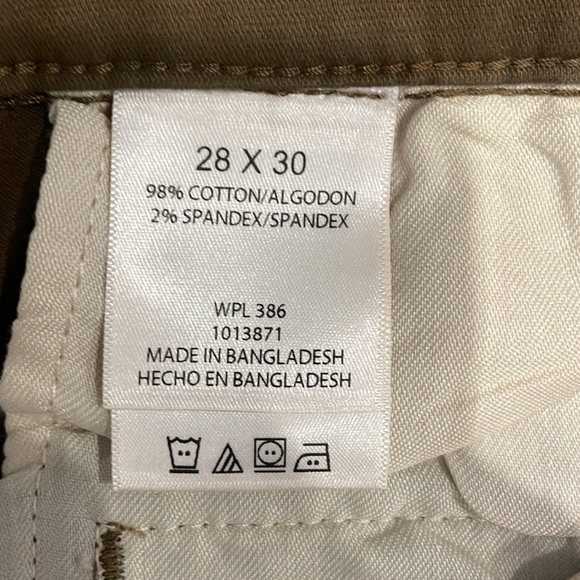 28 X 30
98% COTTON/ALGODON
2% SPANDEX/SPANDEX
WPL 386
1013871
MADE IN BANGLADESH
HECHO EN BANGLADESH